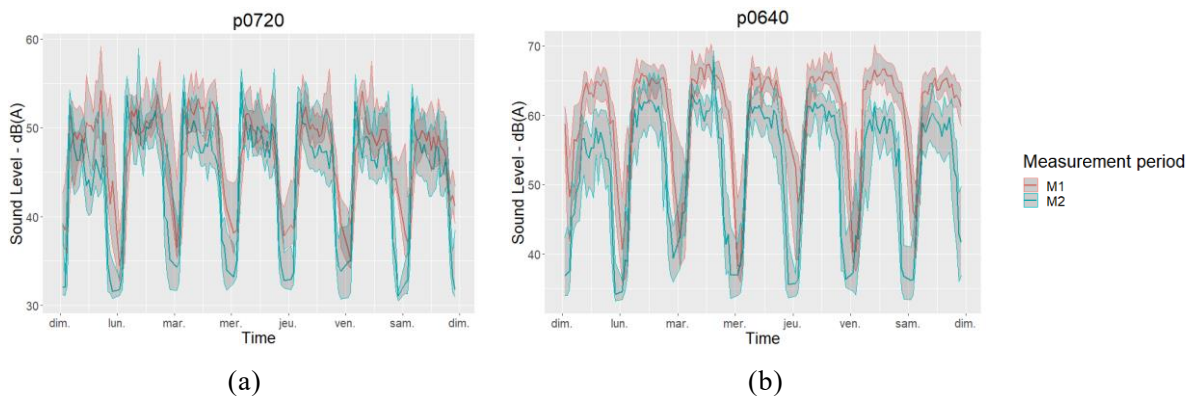 p0720
60
50
40
30
Sound Level - dB(A)
dim. lun. mar. mer. jeu. ven. sam. dim.
Time
(a)
p0640
70
60
50
40
Sound Level - dB(A)
dim. lun. mar. mer. jeu. ven. sam. dim.
Time
(b)
Measurement period
M1
M2